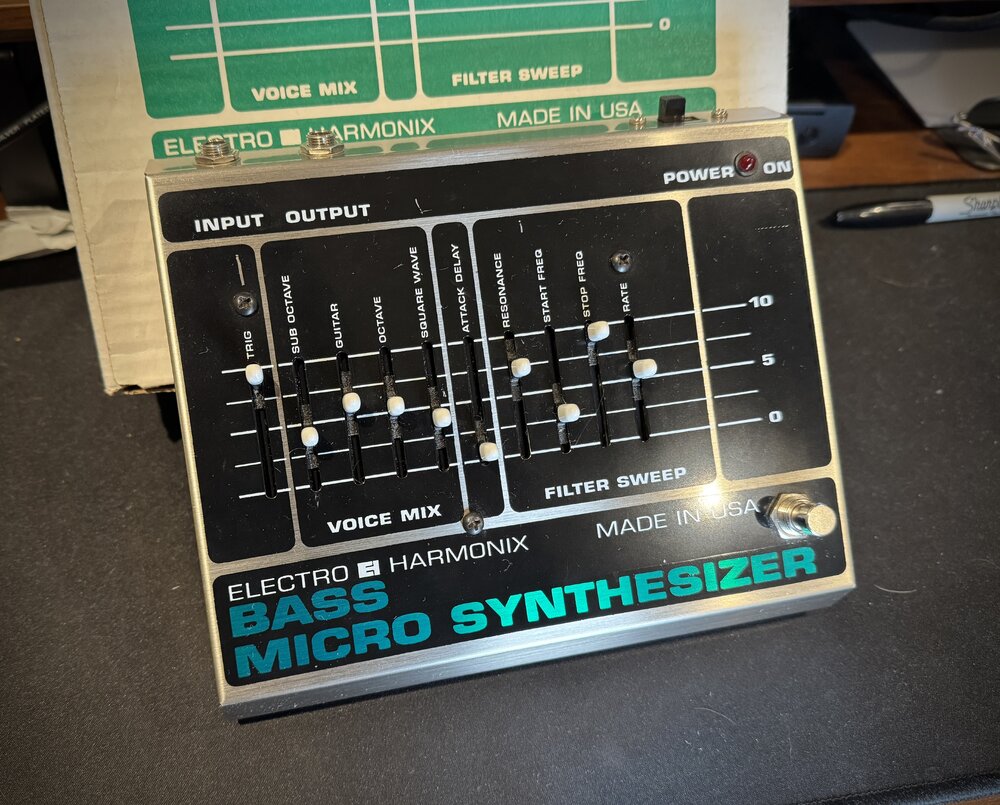 0
VOICE MIX
FILTER SWEEP
MADE IN USA
POWER ON
INPUT OUTPUT
TRIG
SUB OCTAVE
GUITAR
OCTAVE
SQUARE WAVE
ATTACK DELAY
RESONANCE
START FREQ
STOP FREQ
RATE
10
5
0
VOICE MIX
FILTER SWEEP
ELECTRO EH HARMONIX
MADE IN USA
BASS
MICRO SYNTHESIZER
Sharpie